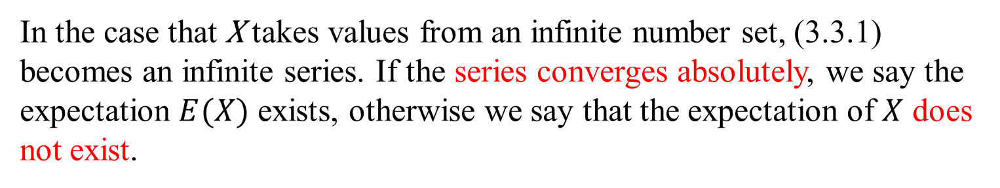 In the case that X takes values from an infinite number set, (3.3.1)
becomes an infinite series. If the series converges absolutely, we say the
expectation E(X) exists, otherwise we say that the expectation of X does
not exist.